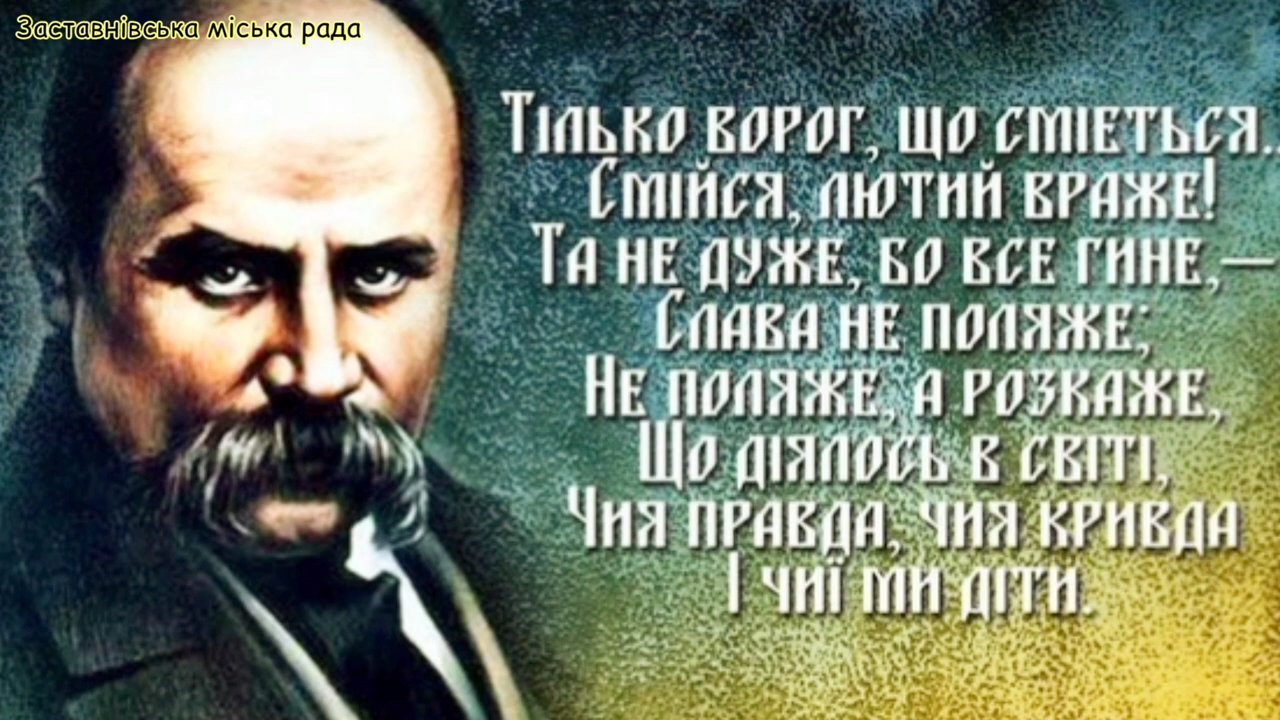 Заставнівська міська рада
Тілько ворог, що сміеться..
Смійся, лютий враже!
Та не дуже, бо все гине,—
Слава не поляже;
Не поляже, а розкаже,
Що діялось в світі,
Чия правда, чия кривда
І чиї ми діти.